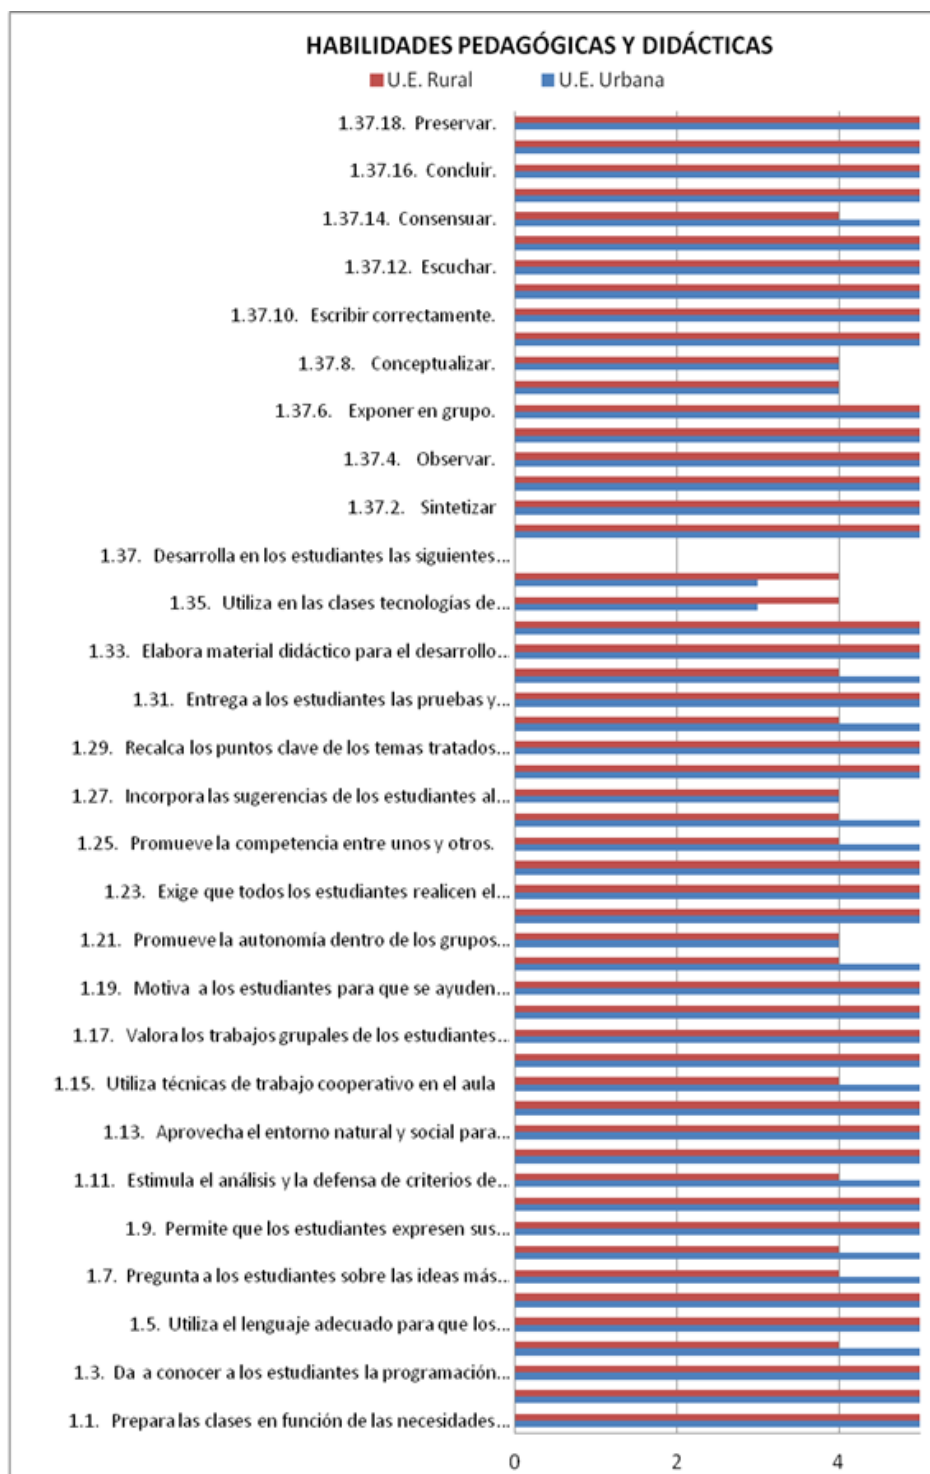 HABILIDADES PEDAGÓGICAS Y DIDÁCTICAS
U.E. Rural U.E. Urbana
1.37.18. Preservar.
1.37.16. Concluir.
1.37.14. Consensuar.
1.37.12. Escuchar.
1.37.10. Escribir correctamente.
1.37.8. Conceptualizar.
1.37.6. Exponer en grupo.
1.37.4. Observar.
1.37.2. Sintetizar
1.37. Desarrolla en los estudiantes las siguientes...
1.35. Utiliza en las clases tecnologías de...
1.33. Elabora material didáctico para el desarrollo...
1.31. Entrega a los estudiantes las pruebas y...
1.29. Recalca los puntos clave de los temas tratados...
1.27. Incorpora las sugerencias de los estudiantes al...
1.25. Promueve la competencia entre unos y otros.
1.23. Exige que todos los estudiantes realicen el...
1.21. Promueve la autonomía dentro de los grupos...
1.19. Motiva a los estudiantes para que se ayuden...
1.17. Valora los trabajos grupales de los estudiantes...
1.15. Utiliza técnicas de trabajo cooperativo en el aula
1.13. Aprovecha el entorno natural y social para...
1.11. Estimula el análisis y la defensa de criterios de...
1.9. Permite que los estudiantes expresen sus...
1.7. Pregunta a los estudiantes sobre las ideas más...
1.5. Utiliza el lenguaje adecuado para que los...
1.3. Da a conocer a los estudiantes la programación...
1.1. Prepara las clases en función de las necesidades...
0 2 4